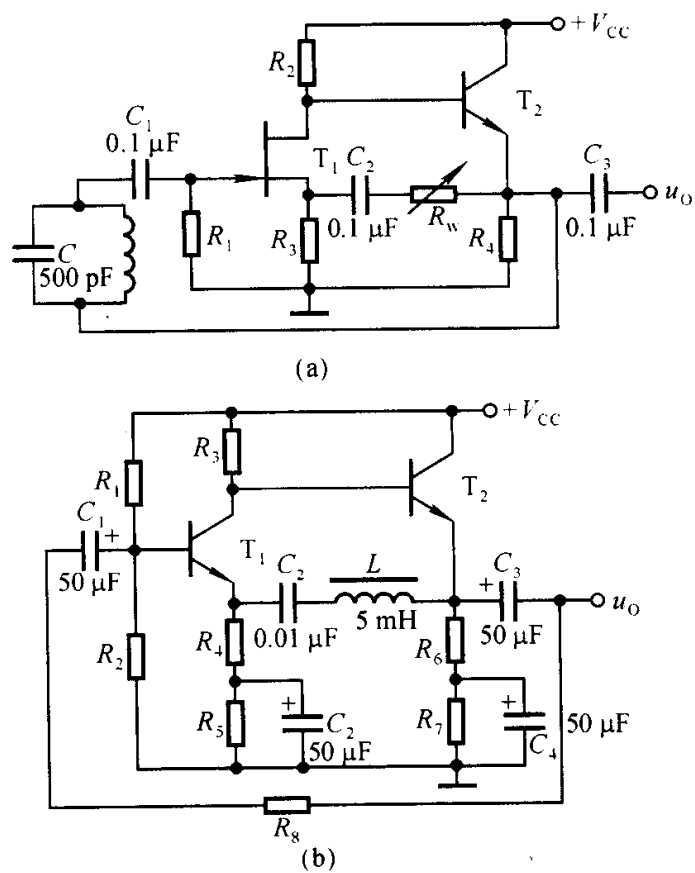 +V_CC
R_2
T_2
C_1
0.1 μF
T_1
C_2
C_3
u_O
R_1
R_3
0.1 μF
R_w
R_4
0.1 μF
C
500 pF
(a)
+V_CC
R_3
R_1
T_2
C_1
+
T_1
50 μF
C_2
L
+
C_3
u_O
R_2
R_4
0.01 μF
5 mH
R_6
50 μF
R_5
+
C_2
50 μF
R_7
+
C_4
50 μF
R_8
(b)